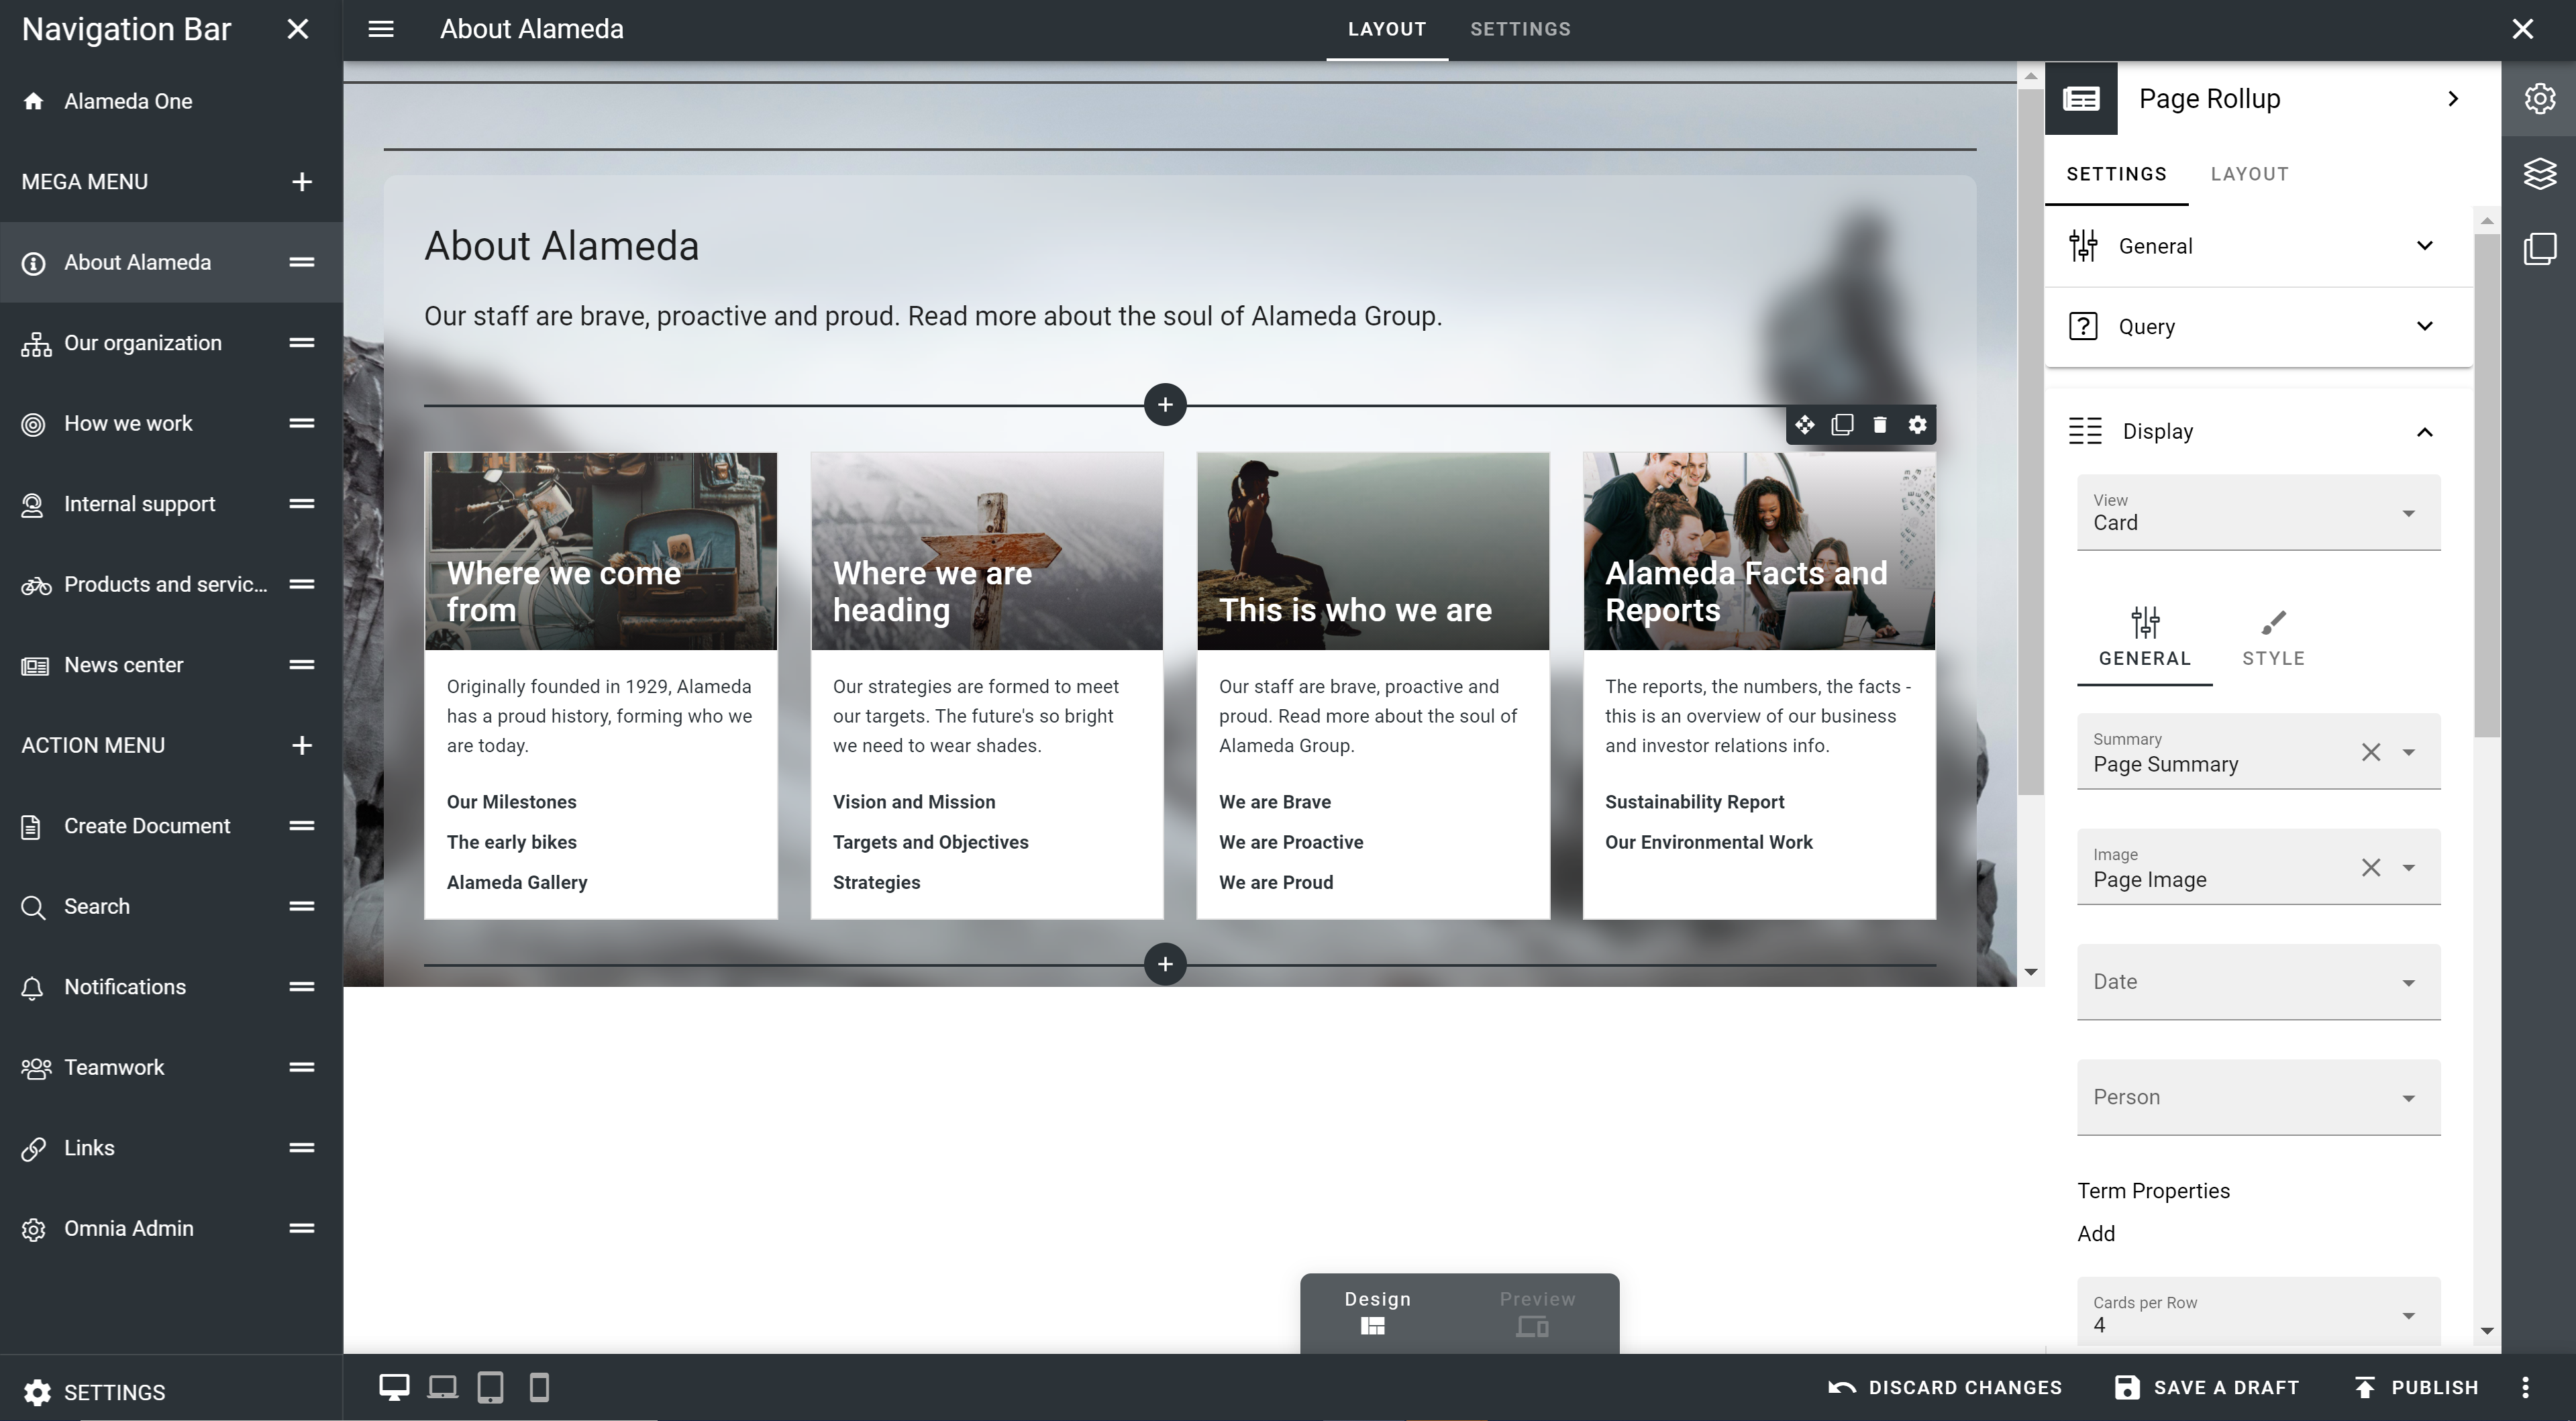 Navigation Bar
Alameda One
MEGA MENU
About Alameda
Our organization
How we work
Internal support
Products and servic...
News center
ACTION MENU
Create Document
Search
Notifications
Teamwork
Links
Omnia Admin
SETTINGS
About Alameda
LAYOUT
SETTINGS
About Alameda
Our staff are brave, proactive and proud. Read more about the soul of Alameda Group.
Where we come
from
Originally founded in 1929, Alameda
has a proud history, forming who we
are today.
Our Milestones
The early bikes
Alameda Gallery
Where we are
heading
Our strategies are formed to meet
our targets. The future's so bright
we need to wear shades.
Vision and Mission
Targets and Objectives
Strategies
This is who we are
Our staff are brave, proactive and
proud. Read more about the soul of
Alameda Group.
We are Brave
We are Proactive
We are Proud
Alameda Facts and
Reports
The reports, the numbers, the facts -
this is an overview of our business
and investor relations info.
Sustainability Report
Our Environmental Work
Design
Preview
Page Rollup
SETTINGS
LAYOUT
General
Query
Display
View
Card
GENERAL
STYLE
Summary
Page Summary
Image
Page Image
Date
Person
Term Properties
Add
Cards per Row
4
DISCARD CHANGES
SAVE A DRAFT
PUBLISH